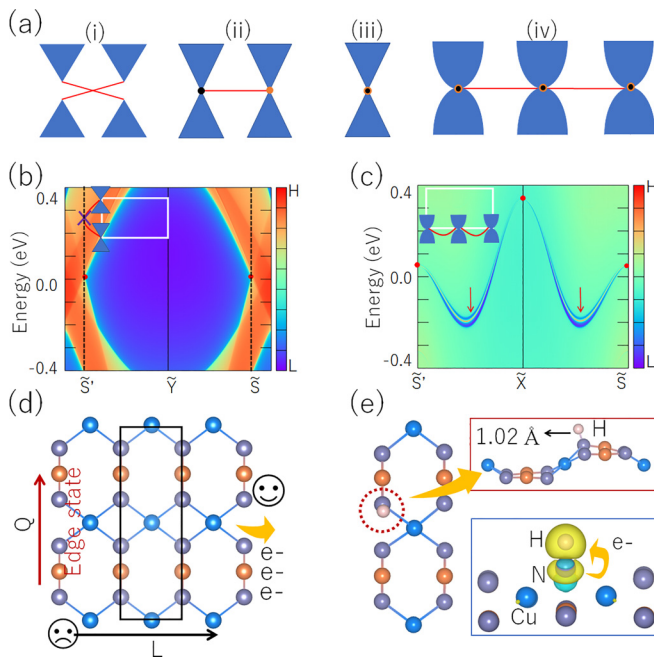 (a)
(i)
(ii)
(iii)
(iv)
(b)
Energy (eV)
0.4
0.0
-0.4
S̃'
Ỹ
S̃
H
L
(c)
Energy (eV)
0.4
0.0
-0.4
S̃'
X̃
S̃
H
L
(d)
Q
Edge state
e-
e-
e-
L
(e)
1.02 Å
H
H
e-
N
Cu